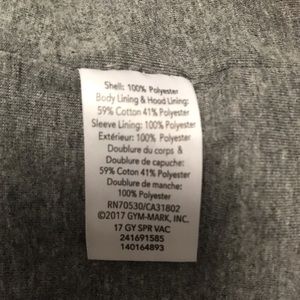 Shell: 100% Polyester
Body Lining & Hood Lining:
59% Cotton 41% Polyester
Sleeve Lining: 100% Polyester
Extérieur: 100% Polyester
Doublure du corps &
Doublure de capuche:
59% Cotton 41% Polyester
Doublure de manche:
100% Polyester
RN70530/CA31802
©2017 GYM-MARK, INC.
17 GY SPR VAC
241691585
140164893